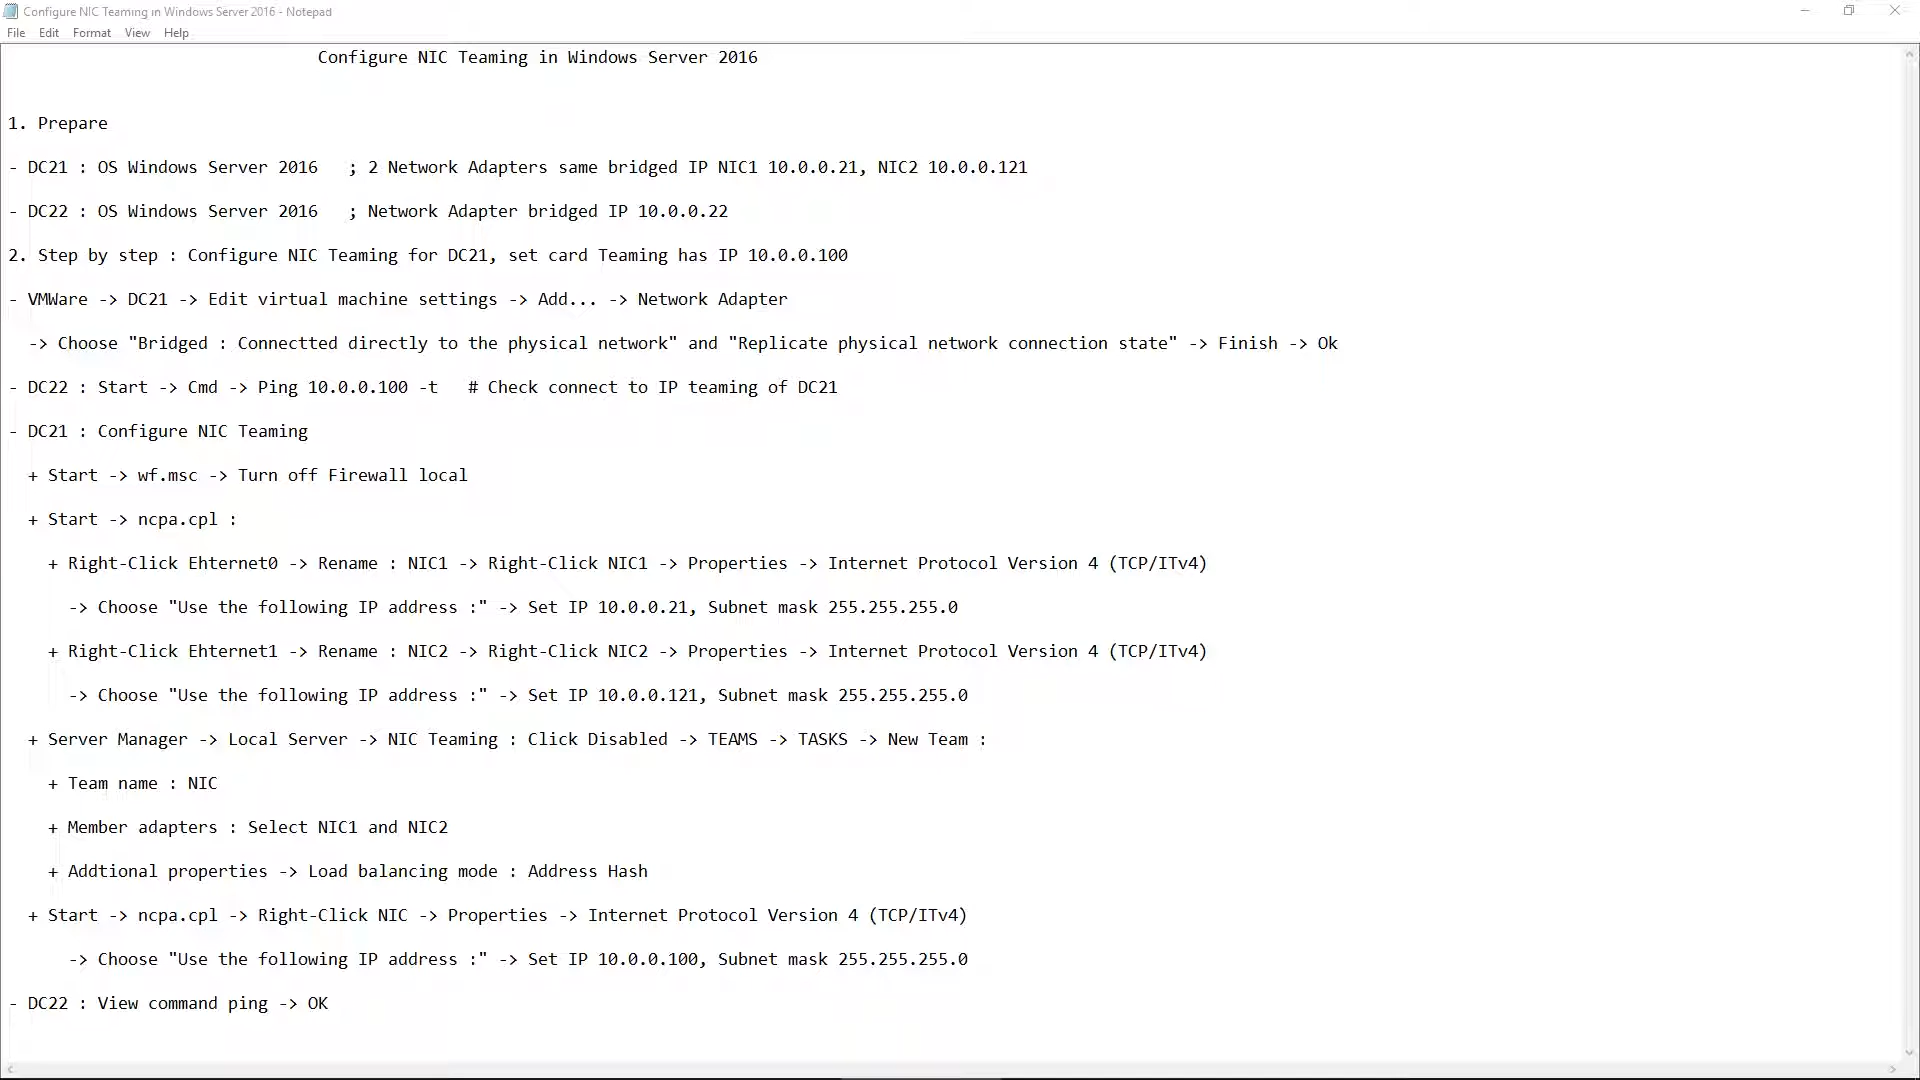 Configure NIC Teaming in Windows Server 2016 - Notepad
File Edit Format View Help
Configure NIC Teaming in Windows Server 2016
1. Prepare
- DC21 : OS Windows Server 2016   ; 2 Network Adapters same bridged IP NIC1 10.0.0.21, NIC2 10.0.0.121
- DC22 : OS Windows Server 2016   ; Network Adapter bridged IP 10.0.0.22
2. Step by step : Configure NIC Teaming for DC21, set card Teaming has IP 10.0.0.100
- VMWare -> DC21 -> Edit virtual machine settings -> Add... -> Network Adapter
-> Choose "Bridged : Connectted directly to the physical network" and "Replicate physical network connection state" -> Finish -> Ok
- DC22 : Start -> Cmd -> Ping 10.0.0.100 -t   # Check connect to IP teaming of DC21
- DC21 : Configure NIC Teaming
+ Start -> wf.msc -> Turn off Firewall local
+ Start -> ncpa.cpl :
+ Right-Click Ehternet0 -> Rename : NIC1 -> Right-Click NIC1 -> Properties -> Internet Protocol Version 4 (TCP/ITv4)
-> Choose "Use the following IP address :" -> Set IP 10.0.0.21, Subnet mask 255.255.255.0
+ Right-Click Ehternet1 -> Rename : NIC2 -> Right-Click NIC2 -> Properties -> Internet Protocol Version 4 (TCP/ITv4)
-> Choose "Use the following IP address :" -> Set IP 10.0.0.121, Subnet mask 255.255.255.0
+ Server Manager -> Local Server -> NIC Teaming : Click Disabled -> TEAMS -> TASKS -> New Team :
+ Team name : NIC
+ Member adapters : Select NIC1 and NIC2
+ Addtional properties -> Load balancing mode : Address Hash
+ Start -> ncpa.cpl -> Right-Click NIC -> Properties -> Internet Protocol Version 4 (TCP/ITv4)
-> Choose "Use the following IP address :" -> Set IP 10.0.0.100, Subnet mask 255.255.255.0
- DC22 : View command ping -> OK